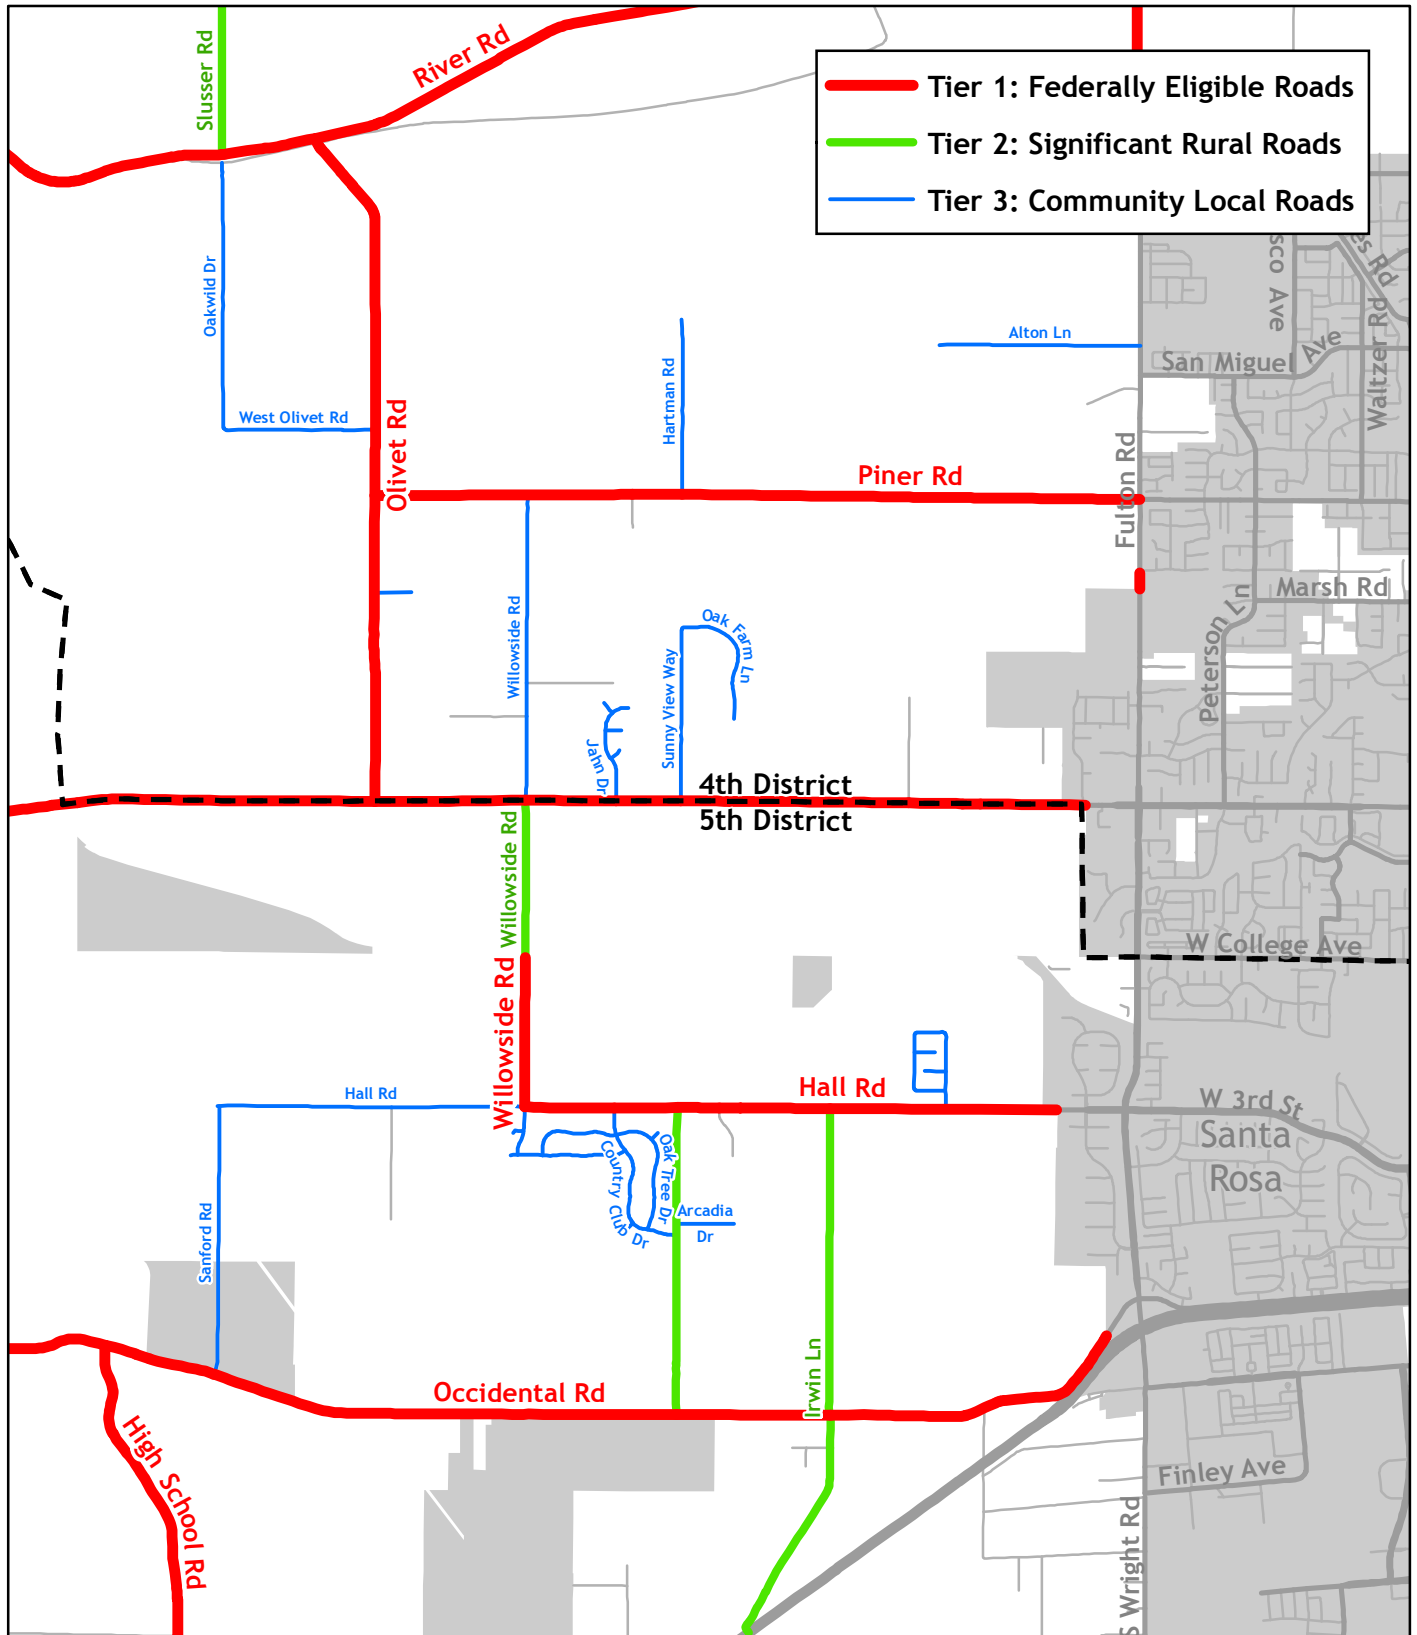 Slusser Rd
River Rd
Tier 1: Federally Eligible Roads
Tier 2: Significant Rural Roads
Tier 3: Community Local Roads
Oakwild Dr
West Olivet Rd
Olivet Rd
Hartman Rd
Alton Ln
San Miguel Ave
sco Ave
es Rd
Waltzer Rd
Piner Rd
Fulton Rd
Marsh Rd
Peterson Ln
Willowside Rd
Jahn Dr
Sunny View Way
Oak Farm Ln
4th District
5th District
Willowside Rd
W College Ave
Willowside Rd
Hall Rd
Hall Rd
W 3rd St
Santa
Rosa
Sanford Rd
Country Club Dr
Oak Tree Dr
Arcadia
Dr
Irwin Ln
Occidental Rd
High School Rd
Finley Ave
S Wright Rd